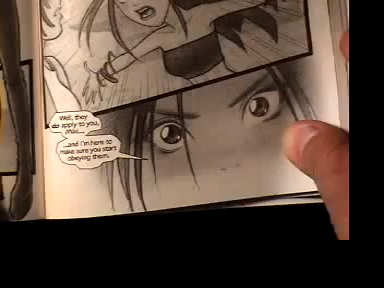 Well, they
do apply to you,
Miki...
...and I'm here to
make sure you start
obeying them.